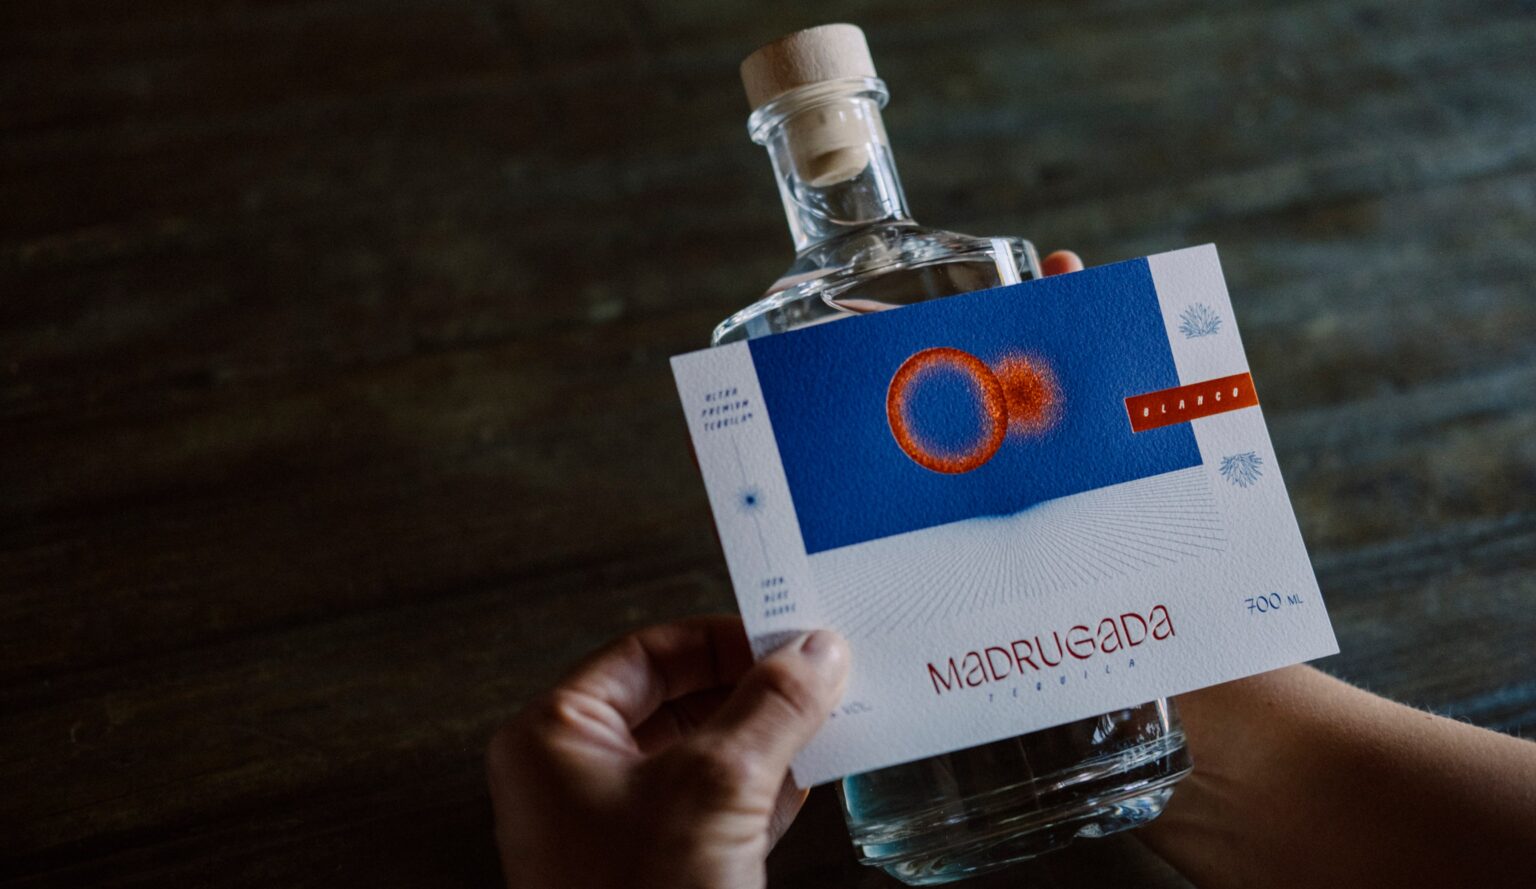 ULTRA
PREMIUM
TEQUILA
100%
BLUE
AGAVE
BLANCO
700 ML
MADRUGADA
TEQUILA
% VOL.